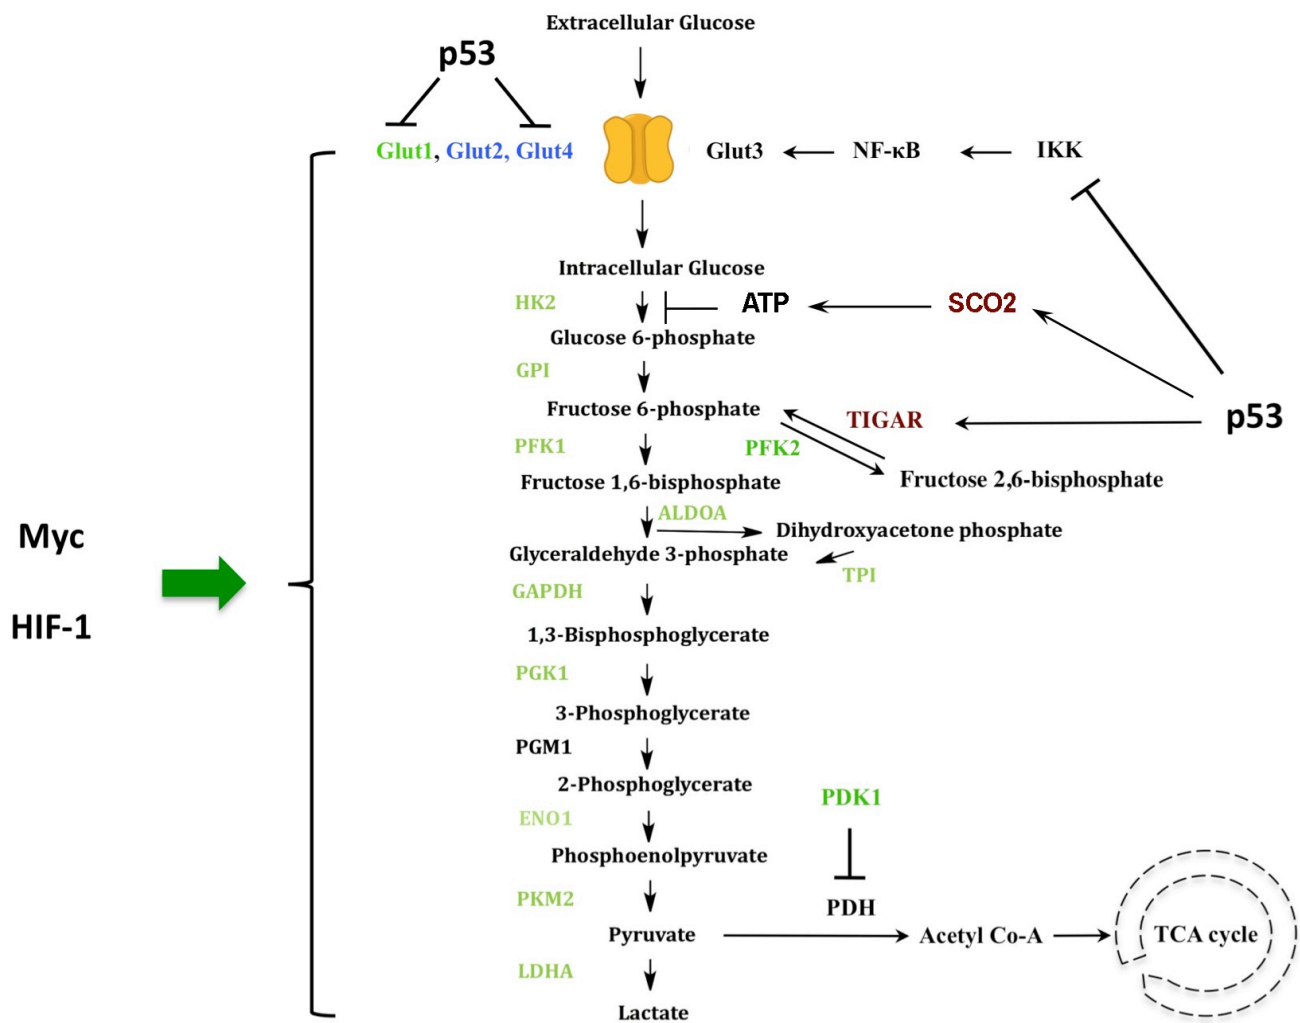 Extracellular Glucose
p53
Glut1, Glut2, Glut4
Glut3
NF-κB
IKK
Intracellular Glucose
HK2
ATP
SCO2
Glucose 6-phosphate
GPI
Fructose 6-phosphate
TIGAR
p53
PFK1
PFK2
Fructose 1,6-bisphosphate
Fructose 2,6-bisphosphate
ALDOA
Dihydroxyacetone phosphate
Myc
Glyceraldehyde 3-phosphate
TPI
GAPDH
HIF-1
1,3-Bisphosphoglycerate
PGK1
3-Phosphoglycerate
PGM1
2-Phosphoglycerate
PDK1
ENO1
Phosphoenolpyruvate
PKM2
PDH
Pyruvate
Acetyl Co-A
TCA cycle
LDHA
Lactate